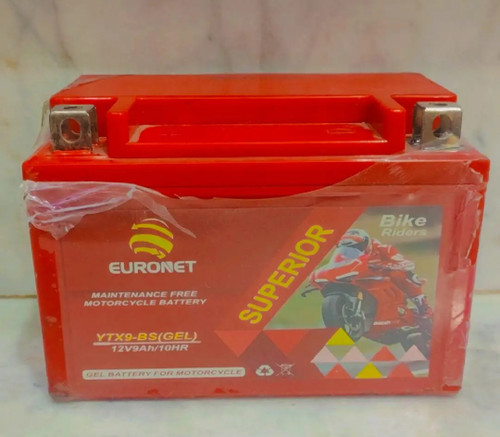 EURONET
MAINTENANCE FREE
MOTORCYCLE BATTERY
YTX9-BS(GEL)
12V9Ah/10HR
GEL BATTERY FOR MOTORCYCLE
SUPERIOR
Bike
Riders